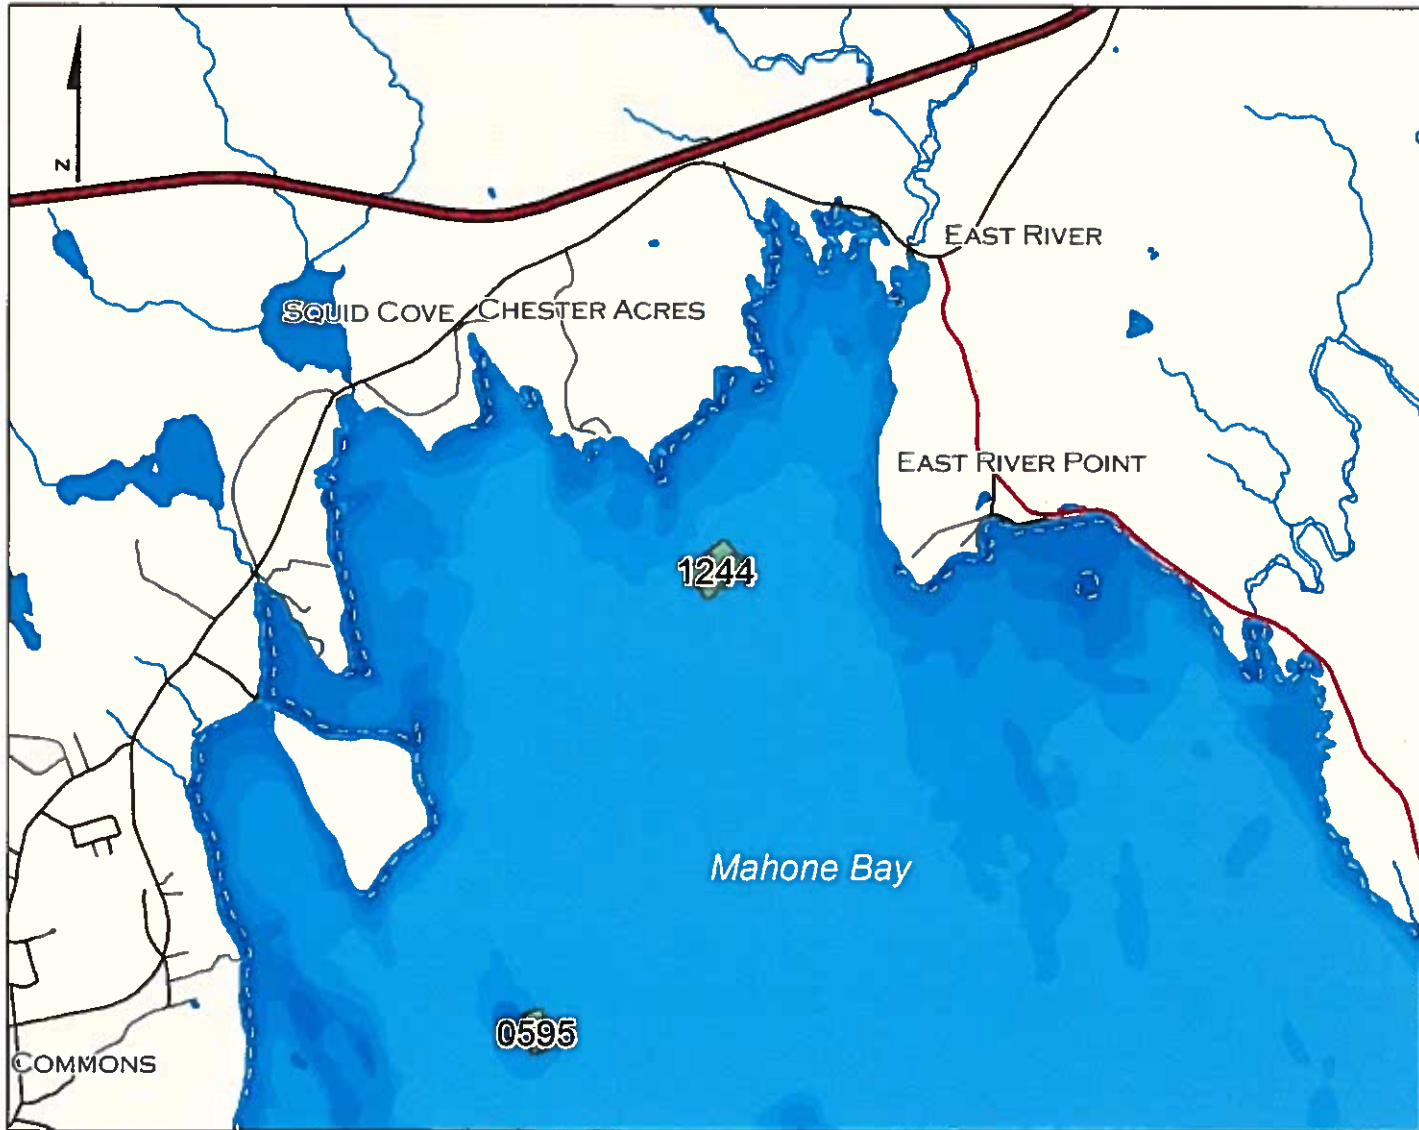 N
EAST RIVER
SQUID COVE
CHESTER ACRES
EAST RIVER POINT
1244
Mahone Bay
0595
COMMONS